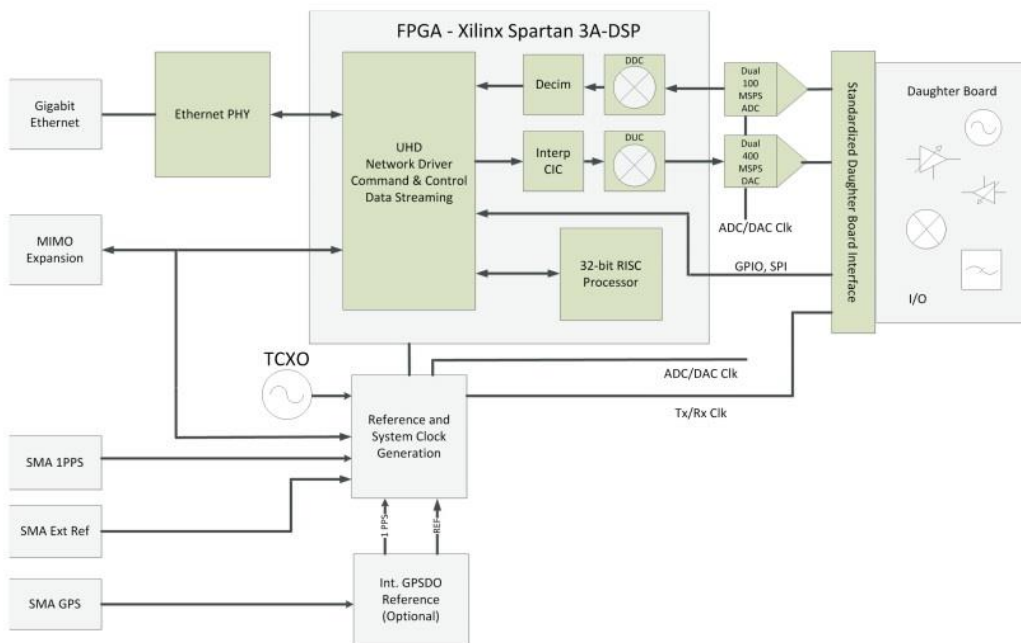 FPGA - Xilinx Spartan 3A-DSP
Gigabit
Ethernet
Ethernet PHY
UHD
Network Driver
Command & Control
Data Streaming
Decim
DDC
Dual
100
MSPS
ADC
Interp
CIC
DUC
Dual
400
MSPS
DAC
ADC/DAC Clk
Standardized Daughter Board Interface
Daughter Board
I/O
MIMO
Expansion
GPIO, SPI
32-bit RISC
Processor
TCXO
ADC/DAC Clk
Tx/Rx Clk
Reference and
System Clock
Generation
SMA 1PPS
SMA Ext Ref
1 PPS
REF
SMA GPS
Int. GPSDO
Reference
(Optional)